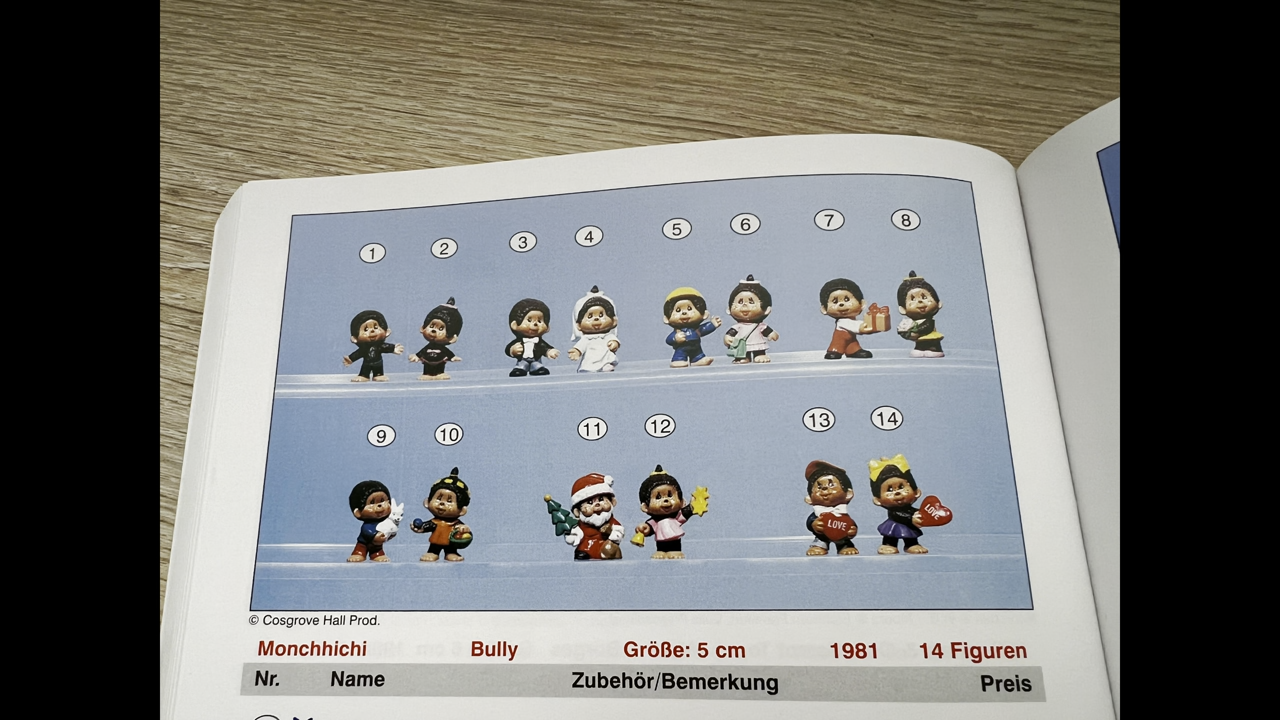 1 2 3 4 5 6 7 8
9 10 11 12 13 14
LOVE LOVE
© Cosgrove Hall Prod.
Monchhichi Bully Größe: 5 cm 1981 14 Figuren
Nr. Name Zubehör/Bemerkung Preis